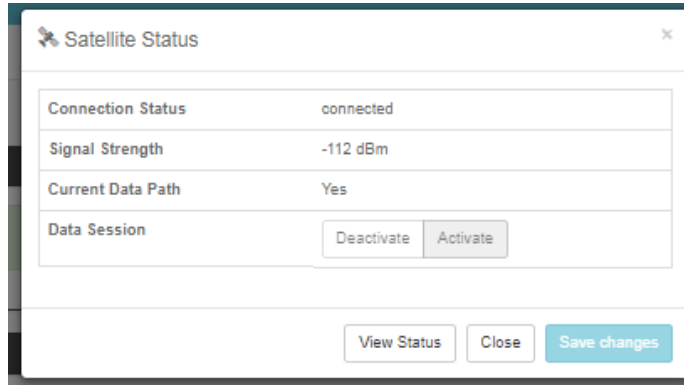 Satellite Status
×
Connection Status connected
Signal Strength -112 dBm
Current Data Path Yes
Data Session Deactivate Activate
View Status Close Save changes